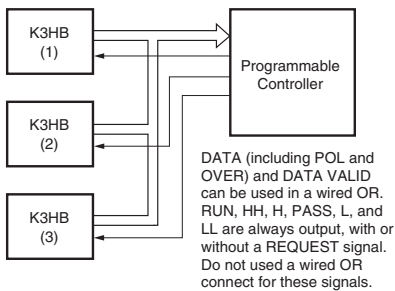 K3HB
(1)
Programmable
Controller
K3HB
(2)
K3HB
(3)
DATA (including POL and
OVER) and DATA VALID
can be used in a wired OR.
RUN, HH, H, PASS, L, and
LL are always output, with or
without a REQUEST signal.
Do not used a wired OR
connect for these signals.